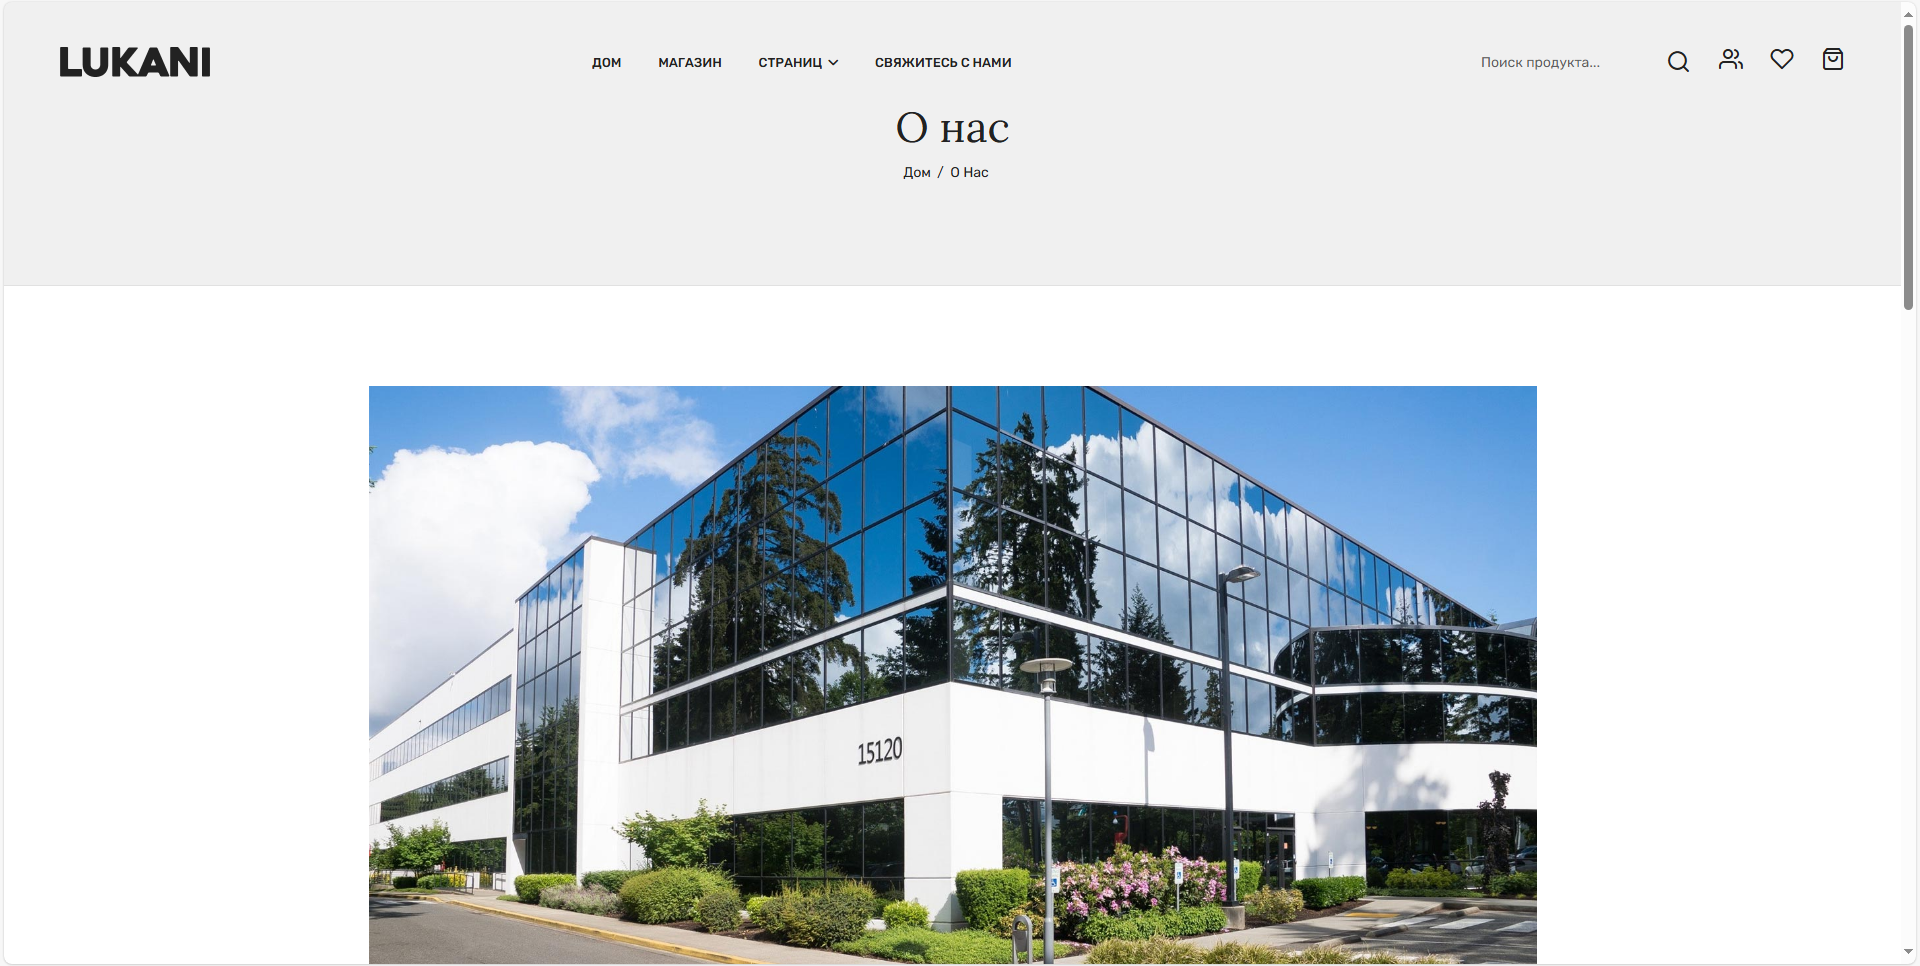 LUKANI
ДОМ МАГАЗИН СТРАНИЦ СВЯЖИТЕСЬ С НАМИ
Поиск продукта...
О нас
Дом / О Нас
15120